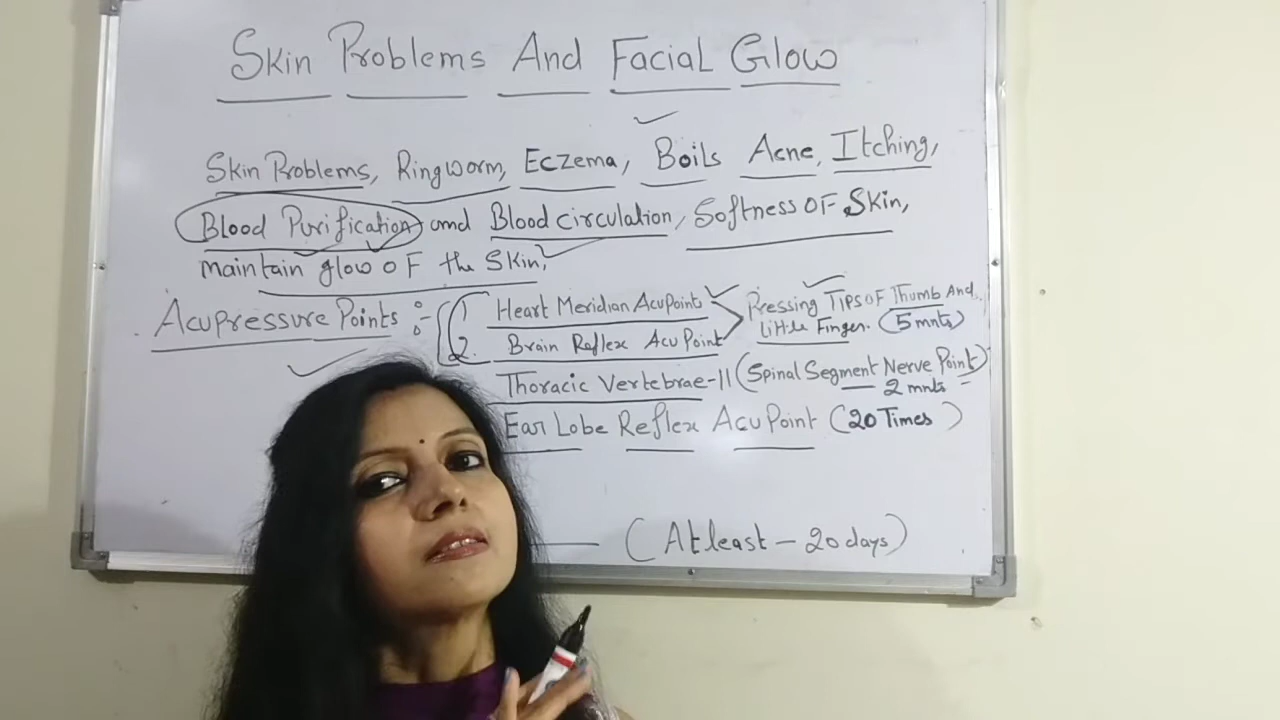 Skin Problems And Facial Glow
Skin Problems, Ringworm, Eczema, Boils Acne, Itching,
Blood Purification and Blood circulation, Softness OF Skin,
maintain glow OF the Skin,
Acupressure Points :-
1. Heart Meridian Acupoint
2. Brain Reflex Acu Point
Pressing Tips OF Thumb And
Little Finger. (5 mnts)
Thoracic Vertebrae-11 (Spinal Segment Nerve Point)
— 2 mnts —
Ear Lobe Reflex Acu Point (20 Times)
(At least - 20 days)